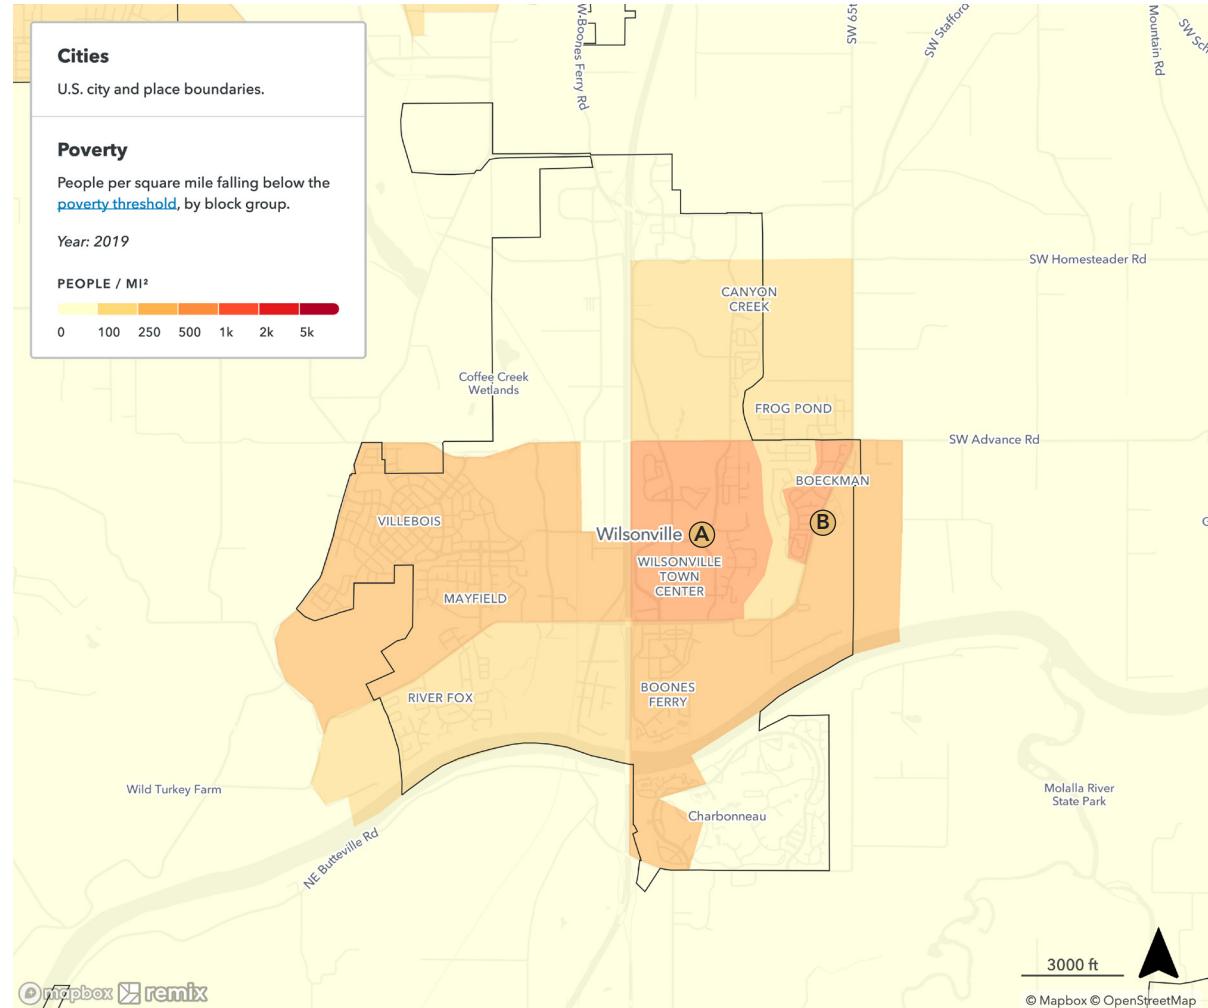 Cities
U.S. city and place boundaries.
Poverty
People per square mile falling below the
poverty threshold, by block group.
Year: 2019
PEOPLE / MI²
0 100 250 500 1k 2k 5k
SW Boones Ferry Rd
SW 65t
SW Stafford
Mountain Rd
SW Sch
SW Homesteader Rd
CANYON
CREEK
Coffee Creek
Wetlands
FROG POND
SW Advance Rd
BOECKMAN
VILLEBOIS
B
Wilsonville A
WILSONVILLE
TOWN
CENTER
MAYFIELD
RIVER FOX
BOONES
FERRY
Wild Turkey Farm
Molalla River
State Park
Charbonneau
NE Butteville Rd
3000 ft
mapbox remix
© Mapbox © OpenStreetMap